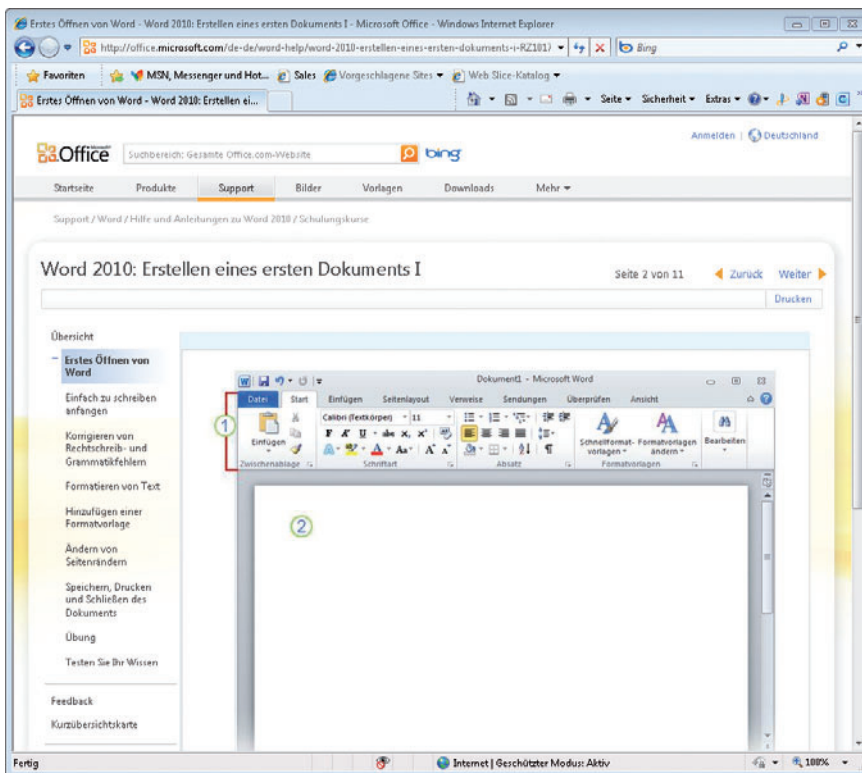 Erstes Öffnen von Word - Word 2010: Erstellen eines ersten Dokuments I - Microsoft Office - Windows Internet Explorer
http://office.microsoft.com/de-de/word-help/word-2010-erstellen-eines-ersten-dokuments-i-RZ101)
Bing
Favoriten MSN, Messenger und Hot... Sales Vorgeschlagene Sites Web Slice-Katalog
Erstes Öffnen von Word - Word 2010: Erstellen ei... Seite Sicherheit Extras
Anmelden | Deutschland
Microsoft
Office Suchbereich: Gesamte Office.com-Website bing
Startseite Produkte Support Bilder Vorlagen Downloads Mehr
Support / Word / Hilfe und Anleitungen zu Word 2010 / Schulungskurse
Word 2010: Erstellen eines ersten Dokuments I
Seite 2 von 11 Zurück Weiter
Drucken
Übersicht
Erstes Öffnen von
Word
Einfach zu schreiben
anfangen
Korrigieren von
Rechtschreib- und
Grammatikfehlern
Formatieren von Text
Hinzufügen einer
Formatvorlage
Ändern von
Seitenrändern
Speichern, Drucken
und Schließen des
Dokuments
Übung
Testen Sie Ihr Wissen
Feedback
Kurzübersichtskarte
Dokument1 - Microsoft Word
Datei Start Einfügen Seitenlayout Verweise Sendungen Überprüfen Ansicht
1
Calibri (Textkörper) 11
F K U abc x, x'
Aa A A
Einfügen
Schnellformat-
vorlagen
Formatvorlagen
ändern
Bearbeiten
Zwischenablage Schriftart Absatz Formatvorlagen
2
Fertig Internet | Geschützter Modus: Aktiv 100%